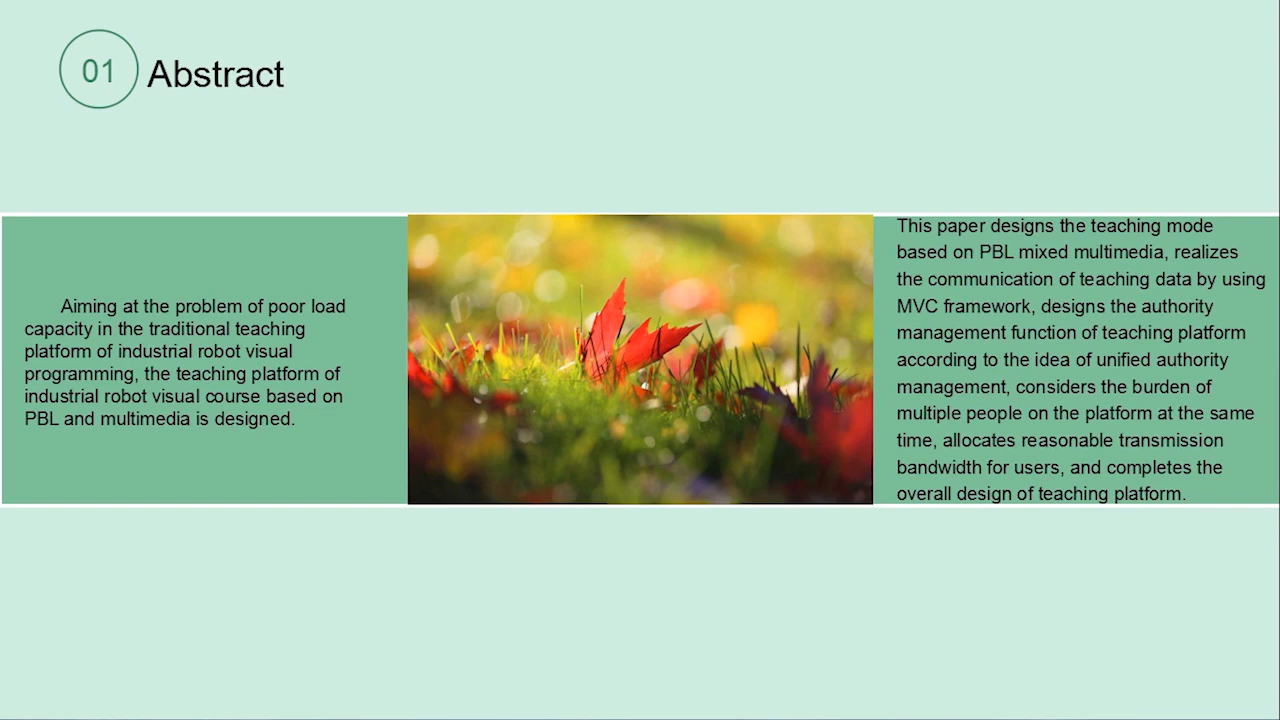 01
Abstract
Aiming at the problem of poor load
capacity in the traditional teaching
platform of industrial robot visual
programming, the teaching platform of
industrial robot visual course based on
PBL and multimedia is designed.
This paper designs the teaching mode
based on PBL mixed multimedia, realizes
the communication of teaching data by using
MVC framework, designs the authority
management function of teaching platform
according to the idea of unified authority
management, considers the burden of
multiple people on the platform at the same
time, allocates reasonable transmission
bandwidth for users, and completes the
overall design of teaching platform.